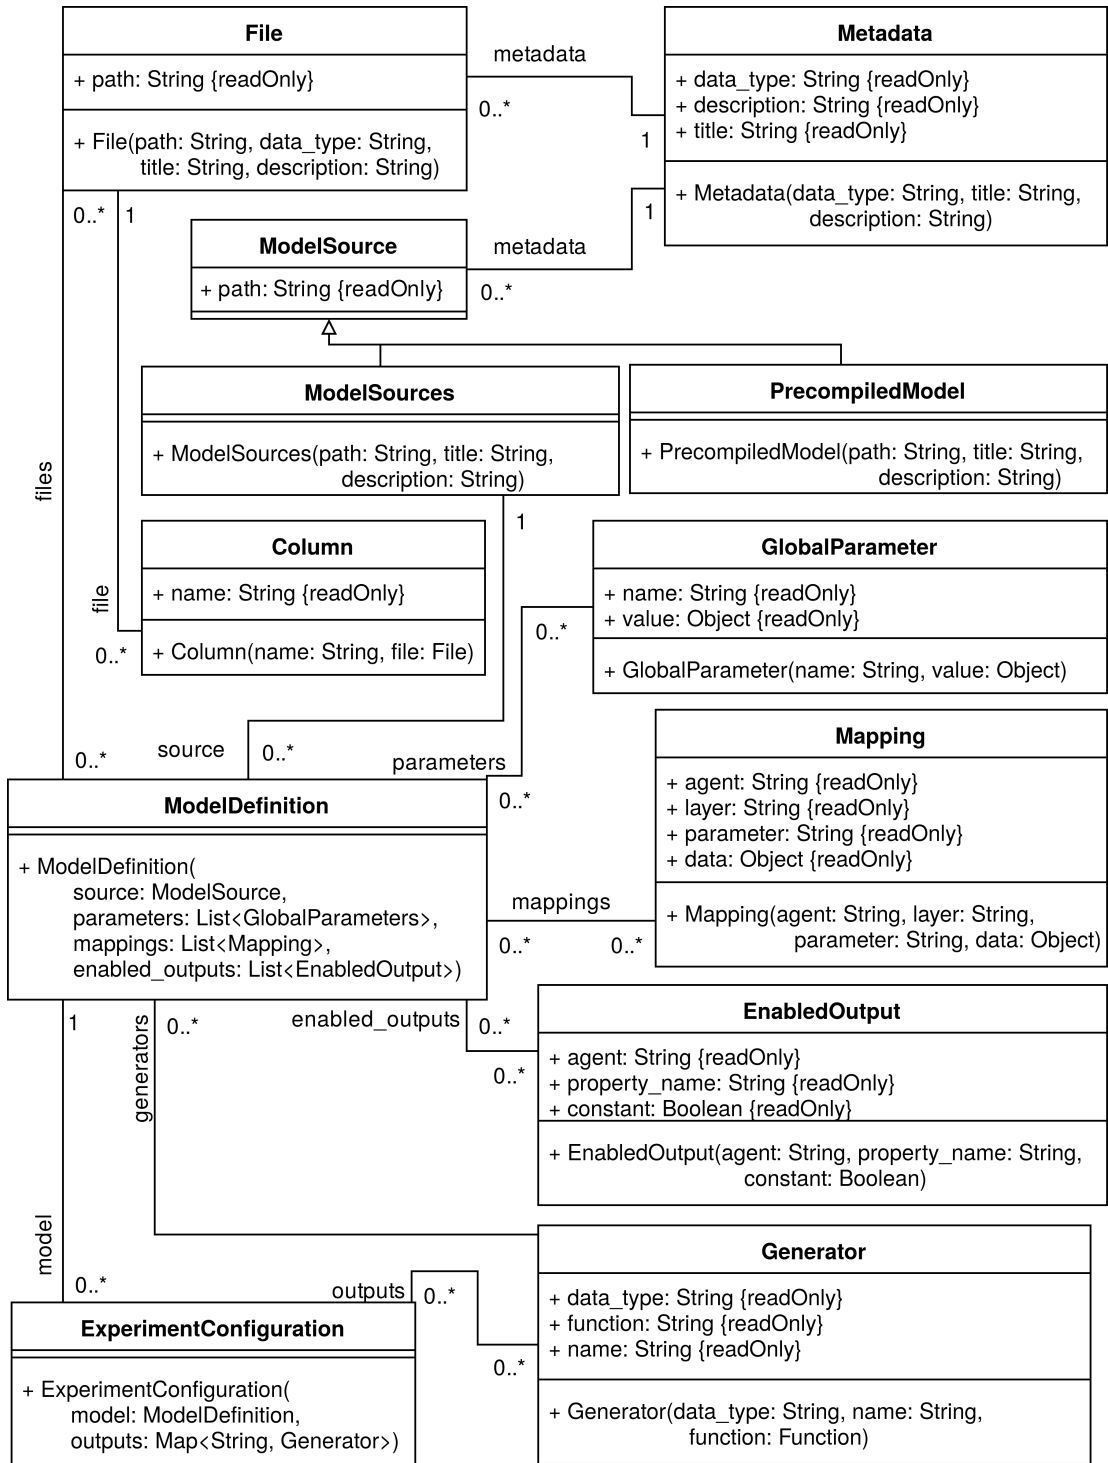 File
+ path: String {readOnly}
+ File(path: String, data_type: String,
title: String, description: String)
metadata
0..*
1
Metadata
+ data_type: String {readOnly}
+ description: String {readOnly}
+ title: String {readOnly}
+ Metadata(data_type: String, title: String,
description: String)
0..*
1
ModelSource
+ path: String {readOnly}
metadata
0..*
1
ModelSources
+ ModelSources(path: String, title: String,
description: String)
PrecompiledModel
+ PrecompiledModel(path: String, title: String,
description: String)
files
1
Column
+ name: String {readOnly}
+ Column(name: String, file: File)
file
0..*
GlobalParameter
+ name: String {readOnly}
+ value: Object {readOnly}
+ GlobalParameter(name: String, value: Object)
0..*
0..*
source
0..*
parameters
0..*
Mapping
+ agent: String {readOnly}
+ layer: String {readOnly}
+ parameter: String {readOnly}
+ data: Object {readOnly}
+ Mapping(agent: String, layer: String,
parameter: String, data: Object)
ModelDefinition
+ ModelDefinition(
source: ModelSource,
parameters: List<GlobalParameters>,
mappings: List<Mapping>,
enabled_outputs: List<EnabledOutput>)
mappings
0..*
0..*
1
generators
0..*
enabled_outputs
0..*
0..*
EnabledOutput
+ agent: String {readOnly}
+ property_name: String {readOnly}
+ constant: Boolean {readOnly}
+ EnabledOutput(agent: String, property_name: String,
constant: Boolean)
model
0..*
outputs
0..*
0..*
Generator
+ data_type: String {readOnly}
+ function: String {readOnly}
+ name: String {readOnly}
+ Generator(data_type: String, name: String,
function: Function)
ExperimentConfiguration
+ ExperimentConfiguration(
model: ModelDefinition,
outputs: Map<String, Generator>)